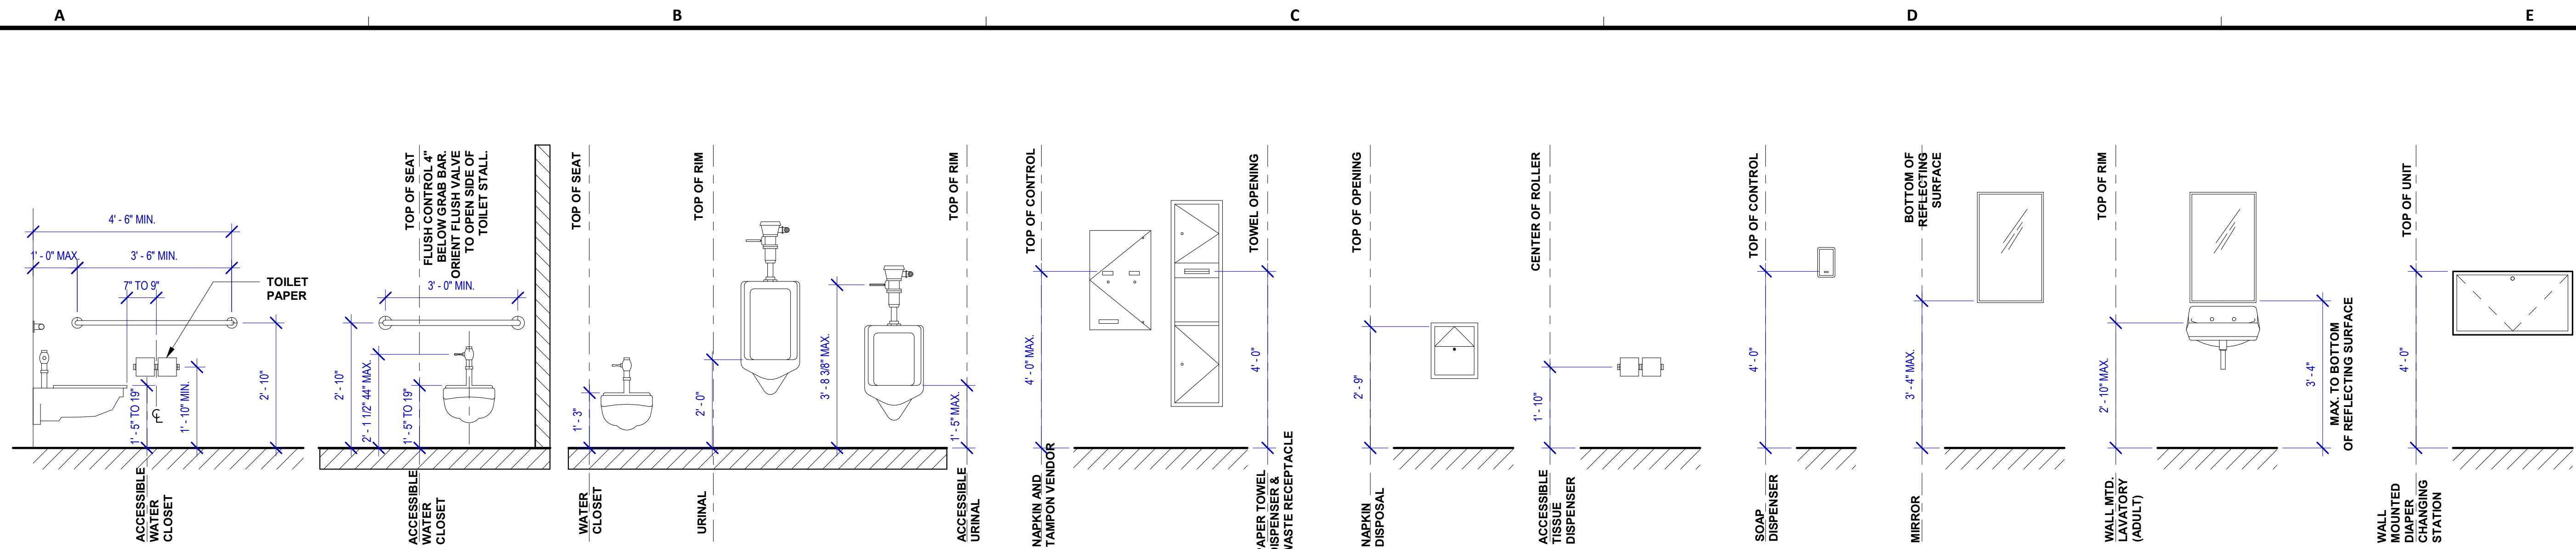 A
B
C
D
E
4' - 6" MIN.
1' - 0" MAX.
3' - 6" MIN.
7" TO 9"
TOILET
PAPER
1' - 5" TO 19"
CL
1' - 10" MIN.
2' - 10"
ACCESSIBLE
WATER
CLOSET
TOP OF SEAT
FLUSH CONTROL 4"
BELOW GRAB BAR.
ORIENT FLUSH VALVE
TO OPEN SIDE OF
TOILET STALL.
3' - 0" MIN.
2' - 10"
2' - 1 1/2" 44" MAX.
1' - 5" TO 19"
ACCESSIBLE
WATER
CLOSET
TOP OF SEAT
1' - 3"
WATER
CLOSET
TOP OF RIM
2' - 0"
URINAL
3' - 8 3/8" MAX.
TOP OF RIM
1' - 5" MAX.
ACCESSIBLE
URINAL
TOP OF CONTROL
4' - 0" MAX.
NAPKIN AND
TAMPON VENDOR
TOWEL OPENING
4' - 0"
PAPER TOWEL
DISPENSER &
WASTE RECEPTACLE
TOP OF OPENING
2' - 9"
NAPKIN
DISPOSAL
CENTER OF ROLLER
1' - 10"
ACCESSIBLE
TISSUE
DISPENSER
TOP OF CONTROL
4' - 0"
SOAP
DISPENSER
BOTTOM OF
REFLECTING
SURFACE
3' - 4" MAX.
MIRROR
TOP OF RIM
2' - 10" MAX.
WALL MTD.
LAVATORY
(ADULT)
3' - 4"
MAX. TO BOTTOM
OF REFLECTING SURFACE
TOP OF UNIT
4' - 0"
WALL
MOUNTED
DIAPER
CHANGING
STATION